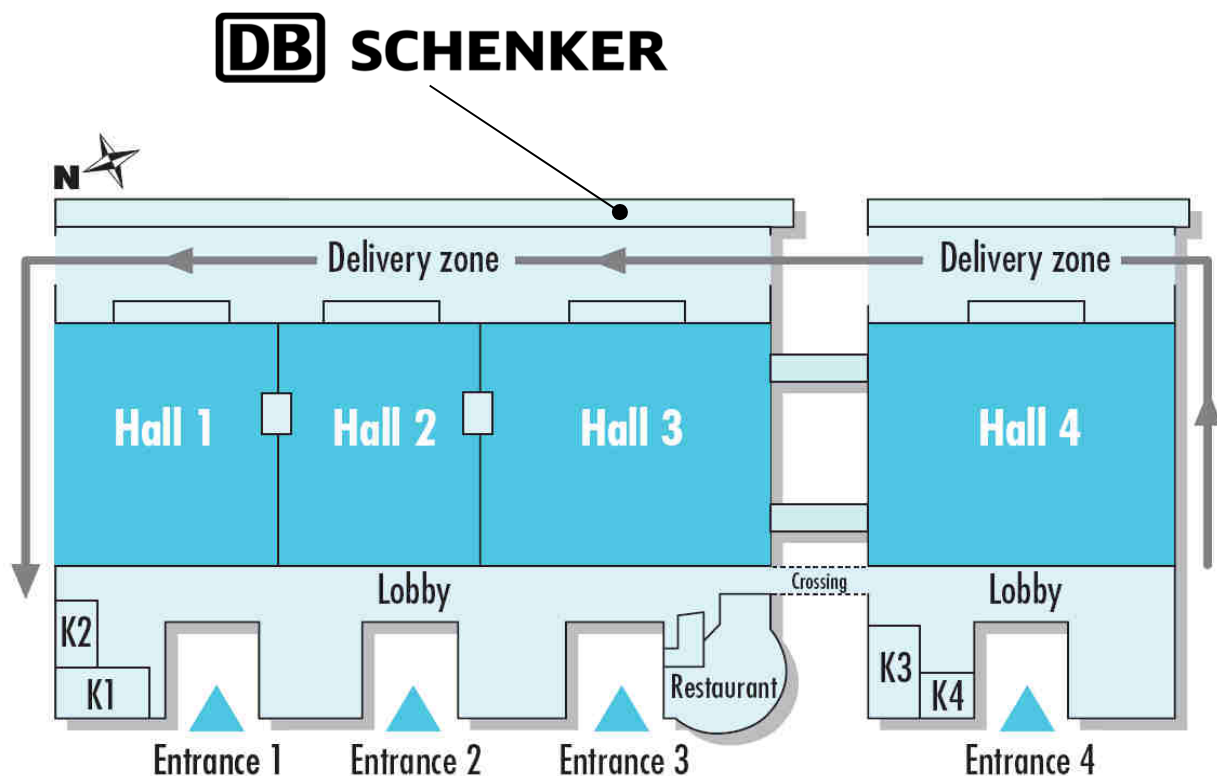 DB SCHENKER
N
Delivery zone
Delivery zone
Hall 1
Hall 2
Hall 3
Hall 4
Lobby
Crossing
Lobby
K2
K1
Restaurant
K3
K4
Entrance 1
Entrance 2
Entrance 3
Entrance 4